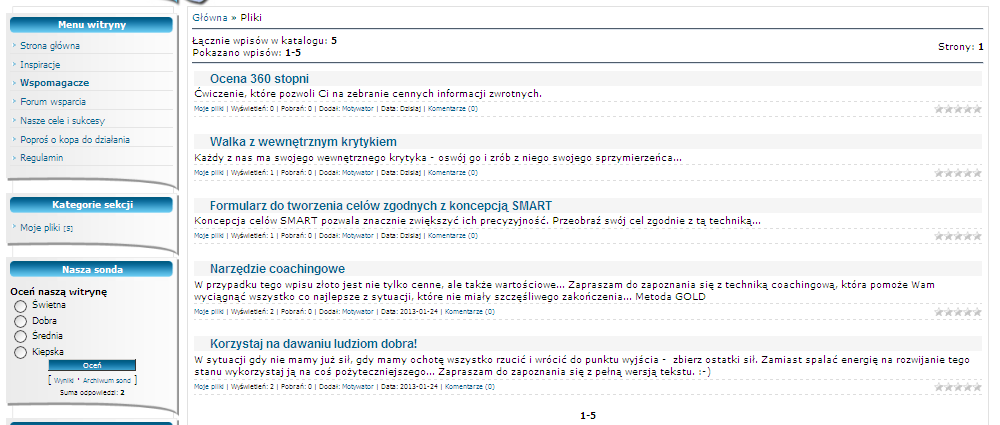 Menu witryny
Strona główna
Inspiracje
Wspomagacze
Forum wsparcia
Nasze cele i sukcesy
Poproś o kopa do działania
Regulamin
Kategorie sekcji
Moje pliki [5]
Nasza sonda
Oceń naszą witrynę
Świetna
Dobra
Średnia
Kiepska
Oceń
[ Wyniki · Archiwum sond ]
Suma odpowiedzi: 2
Główna » Pliki
Łącznie wpisów w katalogu: 5
Pokazano wpisów: 1-5
Strony: 1
Ocena 360 stopni
Ćwiczenie, które pozwoli Ci na zebranie cennych informacji zwrotnych.
Moje pliki | Wyświetleń: 0 | Pobrań: 0 | Dodał: Motywator | Data: Dzisiaj | Komentarze (0)
Walka z wewnętrznym krytykiem
Każdy z nas ma swojego wewnętrznego krytyka - oswój go i zrób z niego swojego sprzymierzeńca...
Moje pliki | Wyświetleń: 1 | Pobrań: 0 | Dodał: Motywator | Data: Dzisiaj | Komentarze (0)
Formularz do tworzenia celów zgodnych z koncepcją SMART
Koncepcja celów SMART pozwala znacznie zwiększyć ich precyzyjność. Przeobraź swój cel zgodnie z tą techniką...
Moje pliki | Wyświetleń: 1 | Pobrań: 0 | Dodał: Motywator | Data: Dzisiaj | Komentarze (0)
Narzędzie coachingowe
W przypadku tego wpisu złoto jest nie tylko cenne, ale także wartościowe... Zapraszam do zapoznania się z techniką coachingową, która pomoże Wam
wyciągnąć wszystko co najlepsze z sytuacji, które nie miały szczęśliwego zakończenia... Metoda GOLD
Moje pliki | Wyświetleń: 2 | Pobrań: 0 | Dodał: Motywator | Data: 2013-01-24 | Komentarze (0)
Korzystaj na dawaniu ludziom dobra!
W sytuacji gdy nie mamy już sił, gdy mamy ochotę wszystko rzucić i wrócić do punktu wyjścia - zbierz ostatki sił. Zamiast spalać energię na rozwijanie tego
stanu wykorzystaj ją na coś pożyteczniejszego... Zapraszam do zapoznania się z pełną wersją tekstu. :-)
Moje pliki | Wyświetleń: 2 | Pobrań: 0 | Dodał: Motywator | Data: 2013-01-24 | Komentarze (0)
1-5